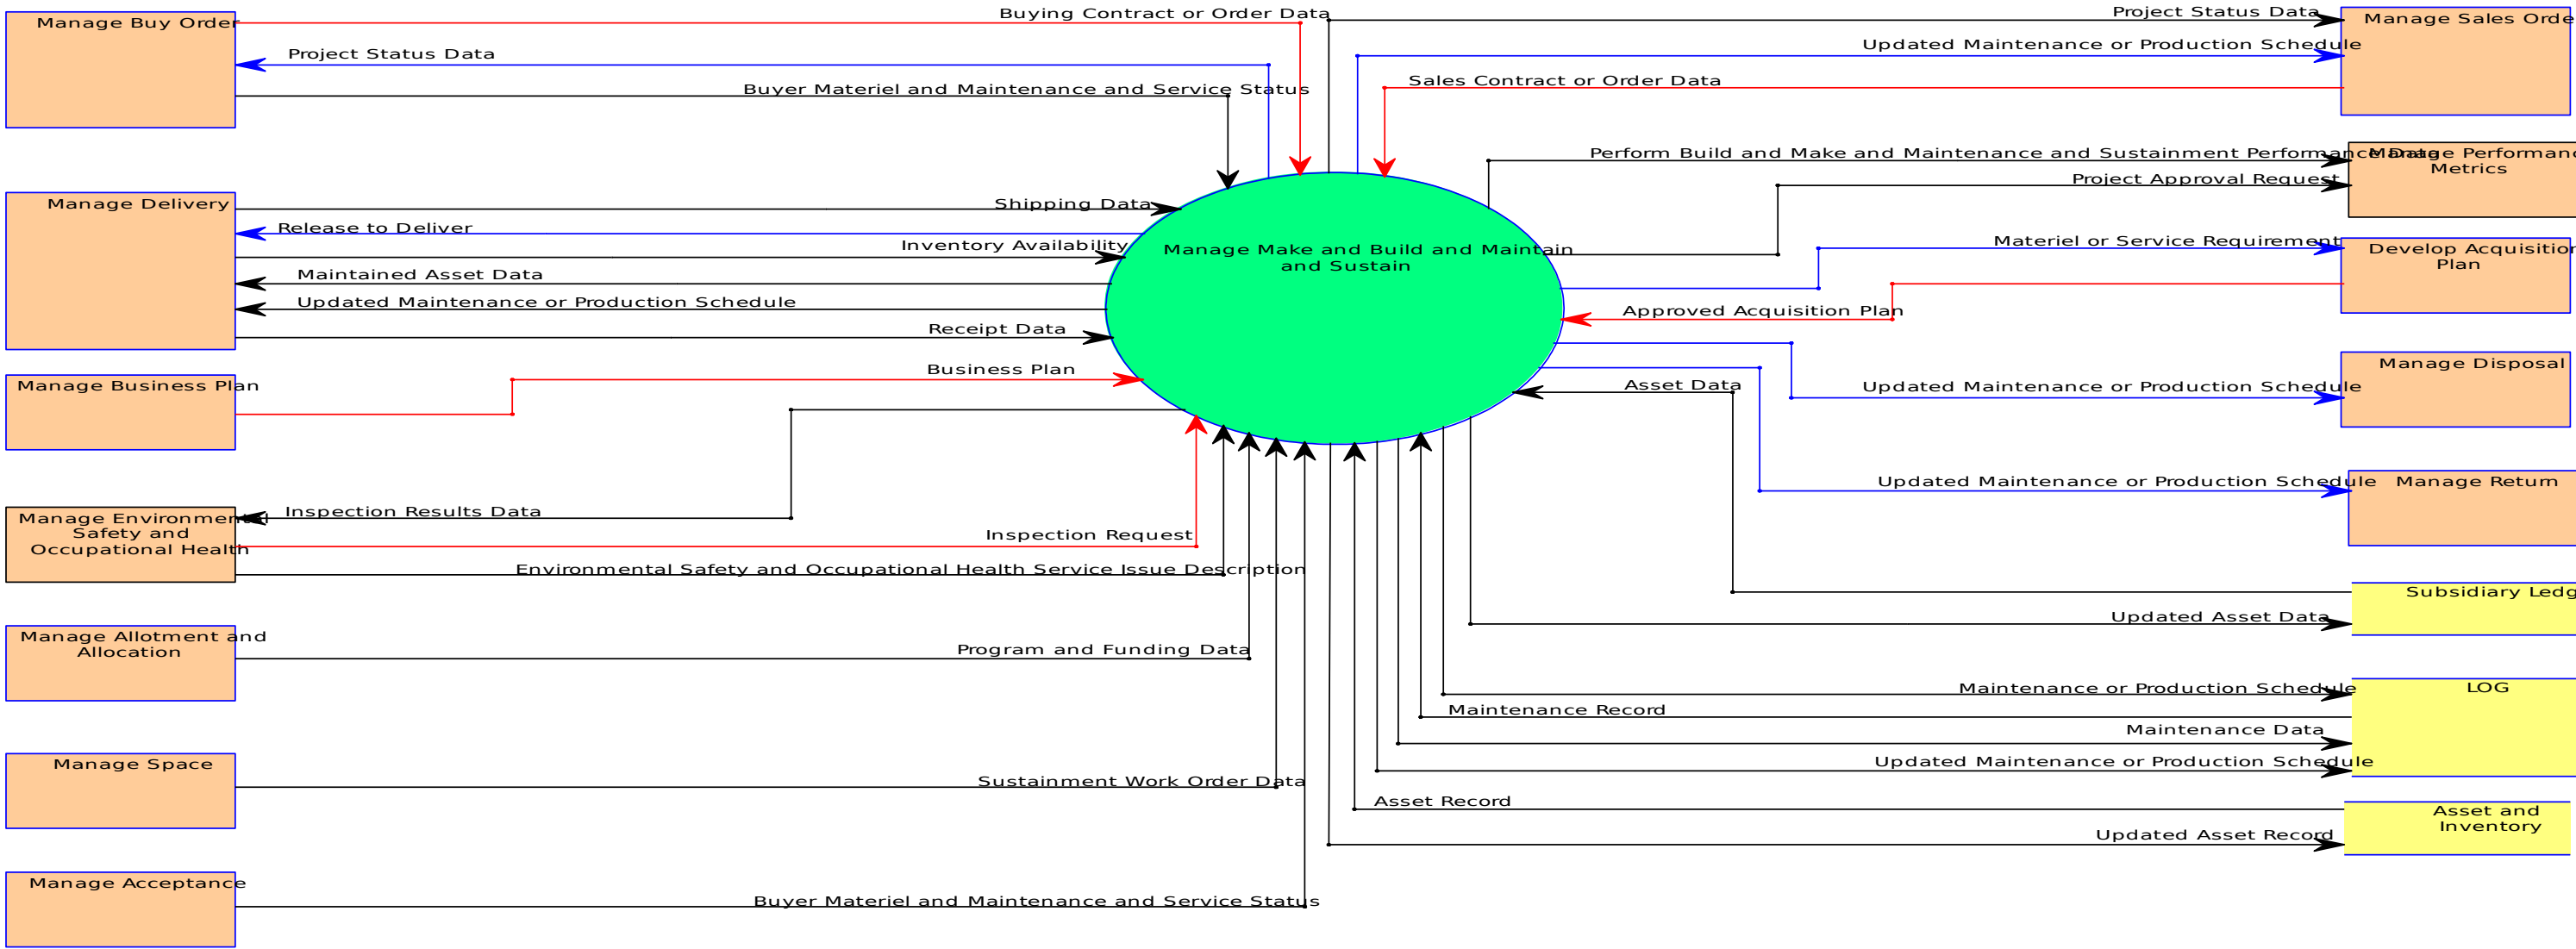 Manage Buy Order
Buying Contract or Order Data
Project Status Data
Buyer Materiel and Maintenance and Service Status
Project Status Data
Manage Sales Orde
Updated Maintenance or Production Schedule
Sales Contract or Order Data
Perform Build and Make and Maintenance and Sustainment Performance Data
Manage Performanc
Metrics
Project Approval Request
Manage Delivery
Shipping Data
Release to Deliver
Inventory Availability
Maintained Asset Data
Updated Maintenance or Production Schedule
Receipt Data
Manage Make and Build and Maintain
and Sustain
Materiel or Service Requirement
Develop Acquisition
Plan
Approved Acquisition Plan
Manage Business Plan
Business Plan
Asset Data
Updated Maintenance or Production Schedule
Manage Disposal
Updated Maintenance or Production Schedule
Manage Return
Manage Environmental
Safety and
Occupational Health
Inspection Results Data
Inspection Request
Environmental Safety and Occupational Health Service Issue Description
Subsidiary Ledg
Updated Asset Data
Manage Allotment and
Allocation
Program and Funding Data
Maintenance or Production Schedule
LOG
Maintenance Record
Maintenance Data
Updated Maintenance or Production Schedule
Manage Space
Sustainment Work Order Data
Asset Record
Asset and
Inventory
Updated Asset Record
Manage Acceptance
Buyer Materiel and Maintenance and Service Status